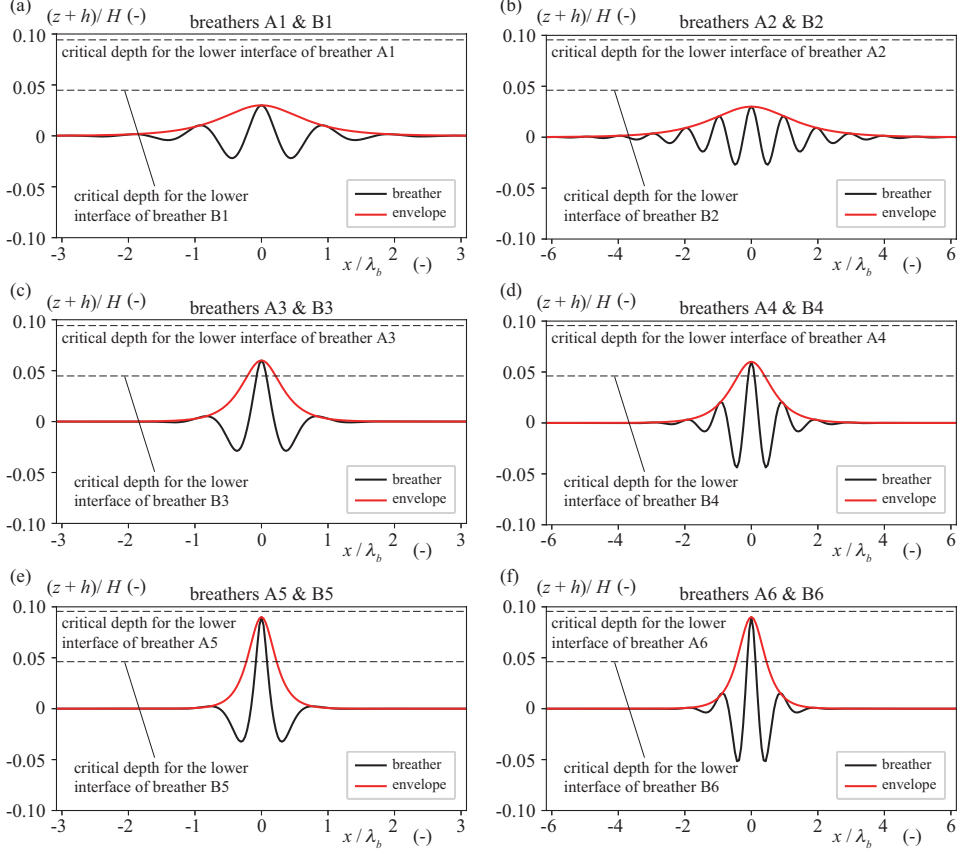 (a)
(z + h)/ H (-)
breathers A1 & B1
0.10
critical depth for the lower interface of breather A1
0.05
0
-0.05
critical depth for the lower
interface of breather B1
breather
envelope
-0.10
-3 -2 -1 0 1 2 3
x / λb (-)
(b)
(z + h)/ H (-)
breathers A2 & B2
0.10
critical depth for the lower interface of breather A2
0.05
0
-0.05
critical depth for the lower
interface of breather B2
breather
envelope
-0.10
-6 -4 -2 0 2 4 6
x / λb (-)
(c)
(z + h)/ H (-)
breathers A3 & B3
0.10
critical depth for the lower interface of breather A3
0.05
0
-0.05
critical depth for the lower
interface of breather B3
breather
envelope
-0.10
-3 -2 -1 0 1 2 3
x / λb (-)
(d)
(z + h)/ H (-)
breathers A4 & B4
0.10
critical depth for the lower interface of breather A4
0.05
0
-0.05
critical depth for the lower
interface of breather B4
breather
envelope
-0.10
-6 -4 -2 0 2 4 6
x / λb (-)
(e)
(z + h)/ H (-)
breathers A5 & B5
0.10
critical depth for the lower
interface of breather A5
0.05
0
-0.05
critical depth for the lower
interface of breather B5
breather
envelope
-0.10
-3 -2 -1 0 1 2 3
x / λb (-)
(f)
(z + h)/ H (-)
breathers A6 & B6
0.10
critical depth for the lower
interface of breather A6
0.05
0
-0.05
critical depth for the lower
interface of breather B6
breather
envelope
-0.10
-6 -4 -2 0 2 4 6
x / λb (-)